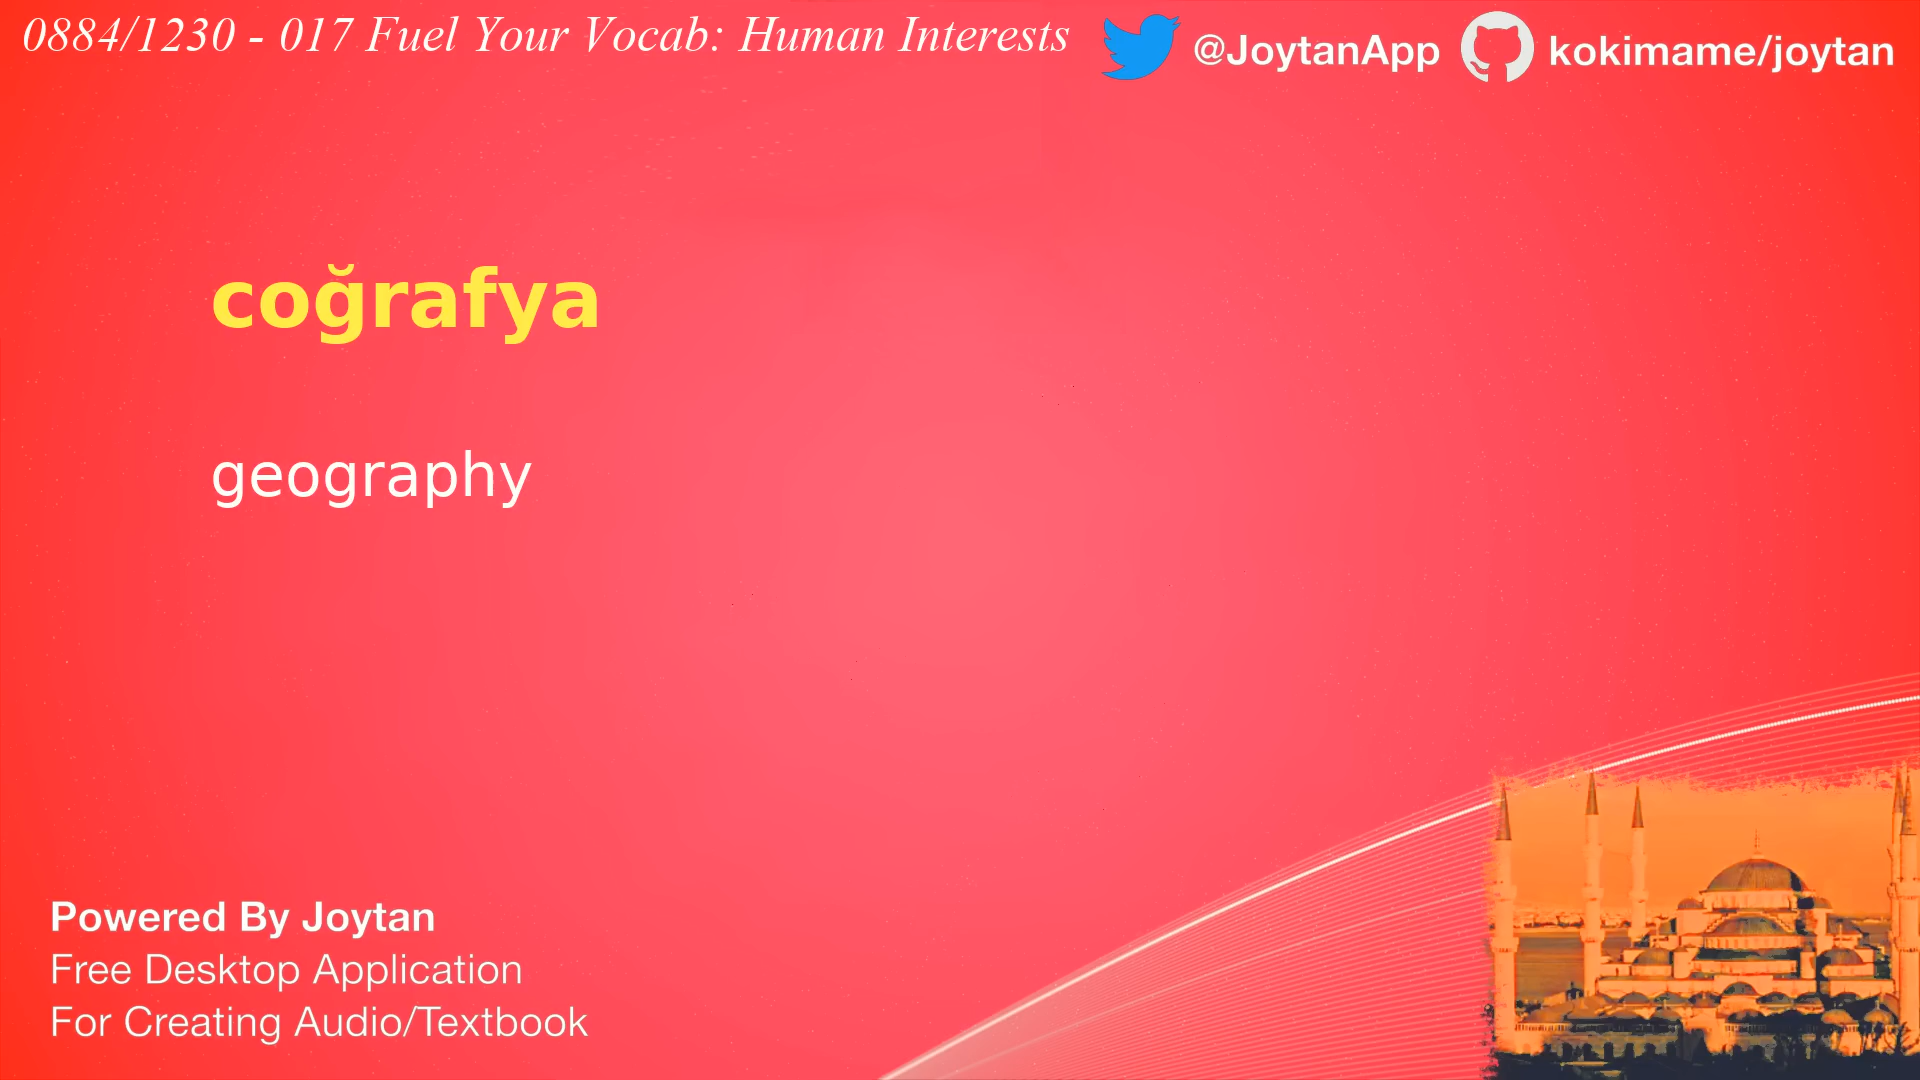 0884/1230 - 017 Fuel Your Vocab: Human Interests
@JoytanApp
kokimame/joytan
coğrafya
geography
Powered By Joytan
Free Desktop Application
For Creating Audio/Textbook